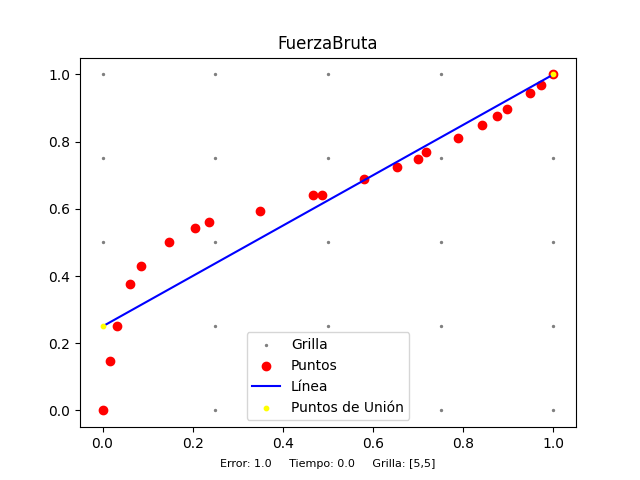 FuerzaBruta
1.0
0.8
0.6
0.4
0.2
0.0
Grilla
Puntos
Línea
Puntos de Unión
0.0 0.2 0.4 0.6 0.8 1.0
Error: 1.0 Tiempo: 0.0 Grilla: [5,5]